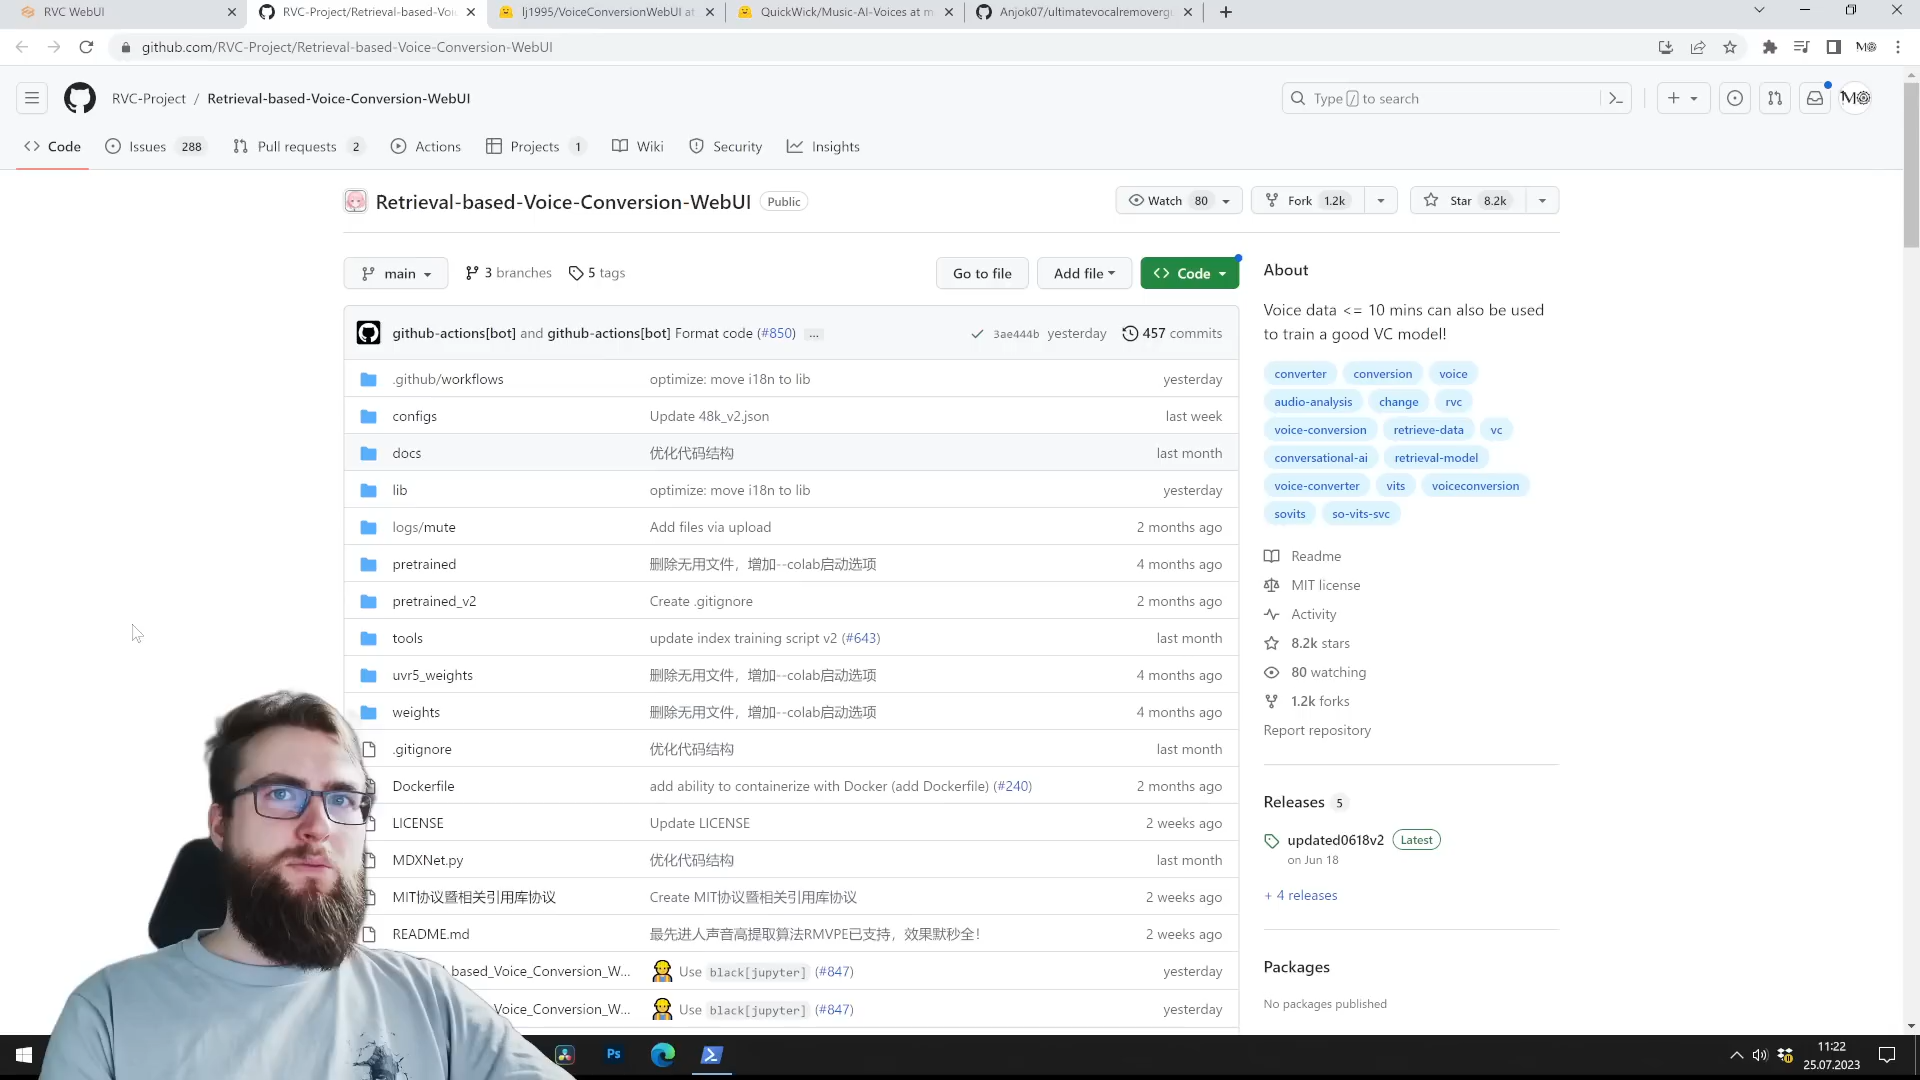 RVC WebUI
RVC-Project/Retrieval-based-Voi
lj1995/VoiceConversionWebUI at
QuickWick/Music-AI-Voices at m
Anjok07/ultimatevocalremovergu
github.com/RVC-Project/Retrieval-based-Voice-Conversion-WebUI
RVC-Project / Retrieval-based-Voice-Conversion-WebUI
Type / to search
Code
Issues 288
Pull requests 2
Actions
Projects 1
Wiki
Security
Insights
Retrieval-based-Voice-Conversion-WebUI Public
Watch 80
Fork 1.2k
Star 8.2k
main
3 branches
5 tags
Go to file
Add file
Code
github-actions[bot] and github-actions[bot] Format code (#850) ...
3ae444b yesterday
457 commits
.github/workflows optimize: move i18n to lib yesterday
configs Update 48k_v2.json last week
docs 优化代码结构 last month
lib optimize: move i18n to lib yesterday
logs/mute Add files via upload 2 months ago
pretrained 删除无用文件，增加--colab启动选项 4 months ago
pretrained_v2 Create .gitignore 2 months ago
tools update index training script v2 (#643) last month
uvr5_weights 删除无用文件，增加--colab启动选项 4 months ago
weights 删除无用文件，增加--colab启动选项 4 months ago
.gitignore 优化代码结构 last month
Dockerfile add ability to containerize with Docker (add Dockerfile) (#240) 2 months ago
LICENSE Update LICENSE 2 weeks ago
MDXNet.py 优化代码结构 last month
MIT协议暨相关引用库协议 Create MIT协议暨相关引用库协议 2 weeks ago
README.md 最先进人声音高提取算法RMVPE已支持，效果默秒全！ 2 weeks ago
based_Voice_Conversion_W... Use black[jupyter] (#847) yesterday
Voice_Conversion_W... Use black[jupyter] (#847) yesterday
About
Voice data <= 10 mins can also be used
to train a good VC model!
converter conversion voice
audio-analysis change rvc
voice-conversion retrieve-data vc
conversational-ai retrieval-model
voice-converter vits voiceconversion
sovits so-vits-svc
Readme
MIT license
Activity
8.2k stars
80 watching
1.2k forks
Report repository
Releases 5
updated0618v2 Latest
on Jun 18
+ 4 releases
Packages
No packages published
Ps
11:22
25.07.2023